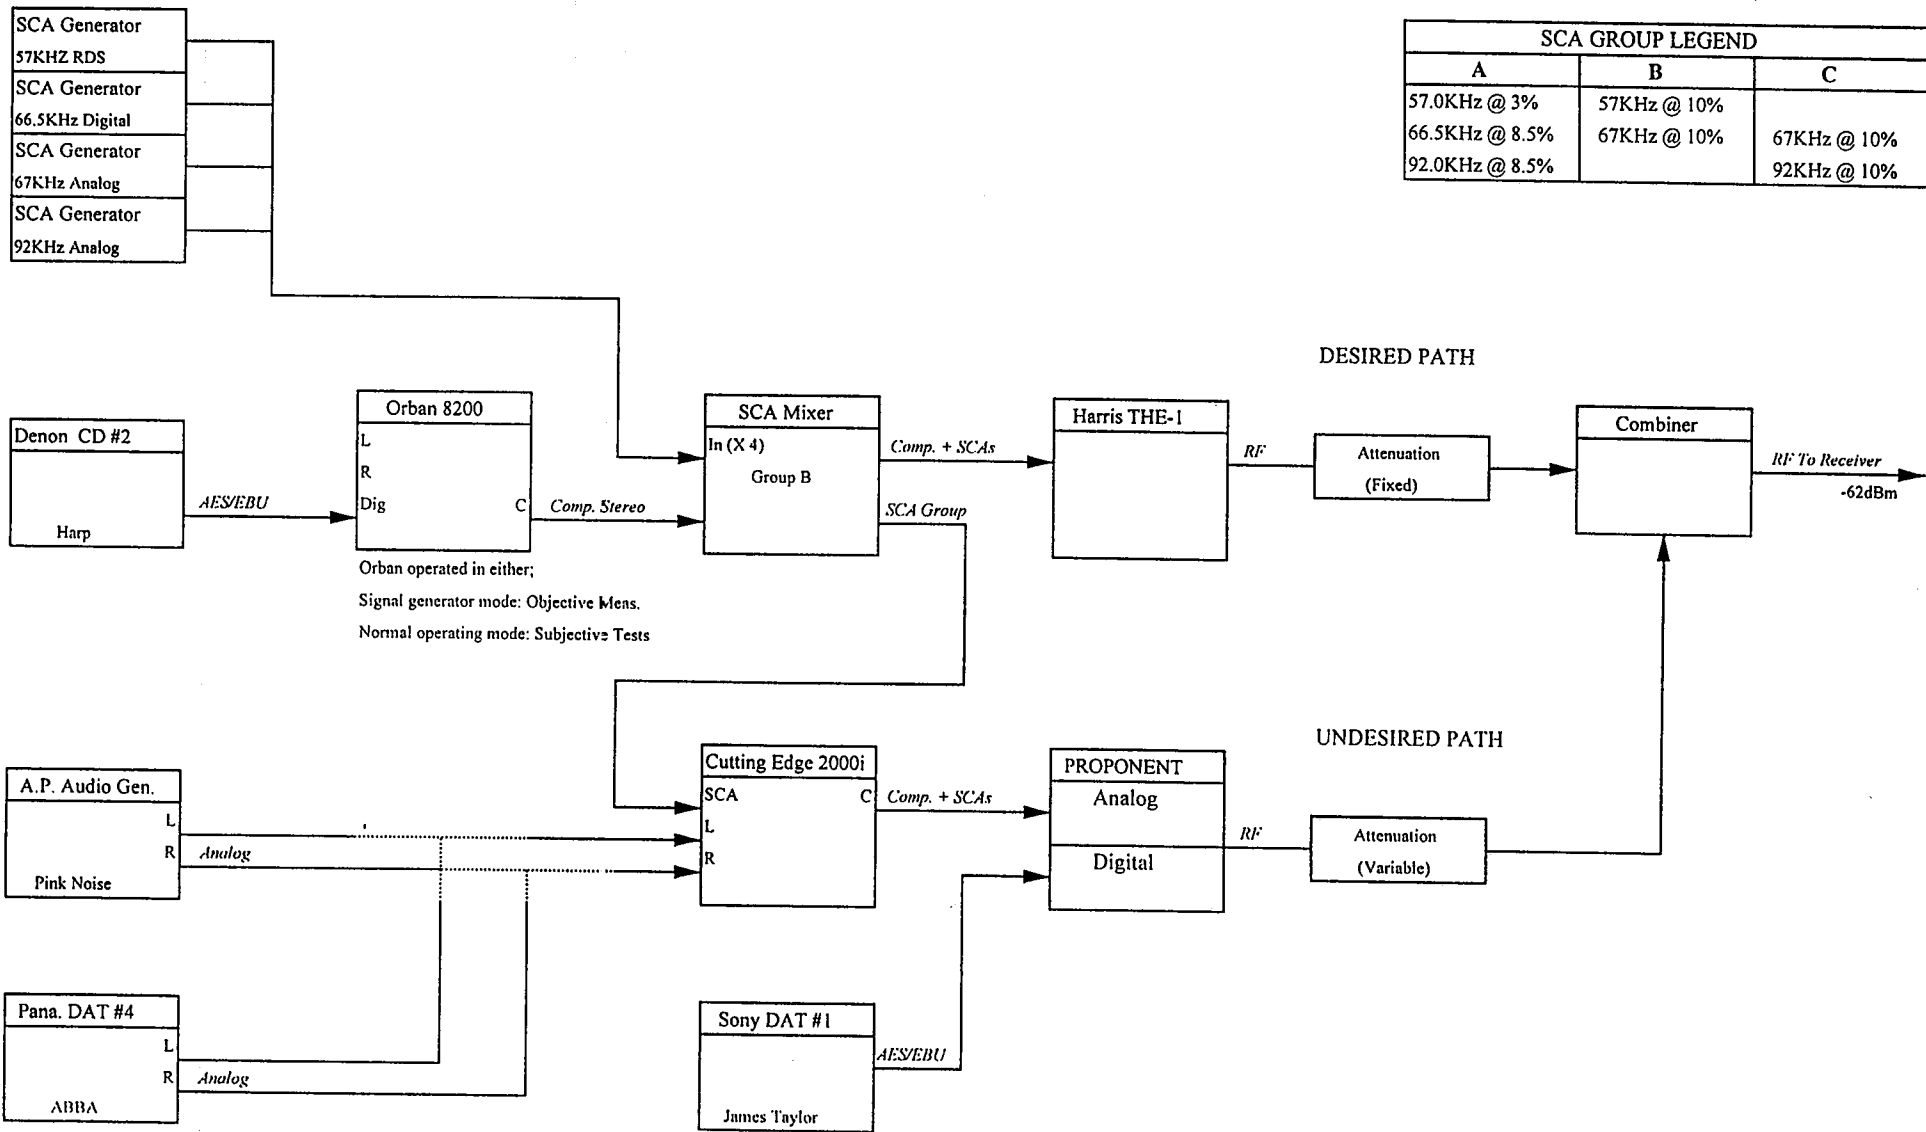 SCA Generator
57KHZ RDS
SCA Generator
66.5KHz Digital
SCA Generator
67KHz Analog
SCA Generator
92KHz Analog
SCA GROUP LEGEND
A B C
57.0KHz @ 3% 57KHz @ 10%
66.5KHz @ 8.5% 67KHz @ 10% 67KHz @ 10%
92.0KHz @ 8.5% 92KHz @ 10%
DESIRED PATH
Denon CD #2
Harp
AES/EBU
Orban 8200
L
R
Dig
C
Comp. Stereo
Orban operated in either;
Signal generator mode: Objective Meas.
Normal operating mode: Subjective Tests
SCA Mixer
In (X 4)
Group B
Comp. + SCAs
SCA Group
Harris THE-1
RF
Attenuation
(Fixed)
Combiner
RF To Receiver
-62dBm
UNDESIRED PATH
A.P. Audio Gen.
L
R
Pink Noise
Analog
Cutting Edge 2000i
SCA
C
L
R
Comp. + SCAs
PROPONENT
Analog
Digital
RF
Attenuation
(Variable)
Pana. DAT #4
L
R
ABBA
Analog
Sony DAT #1
James Taylor
AES/EBU